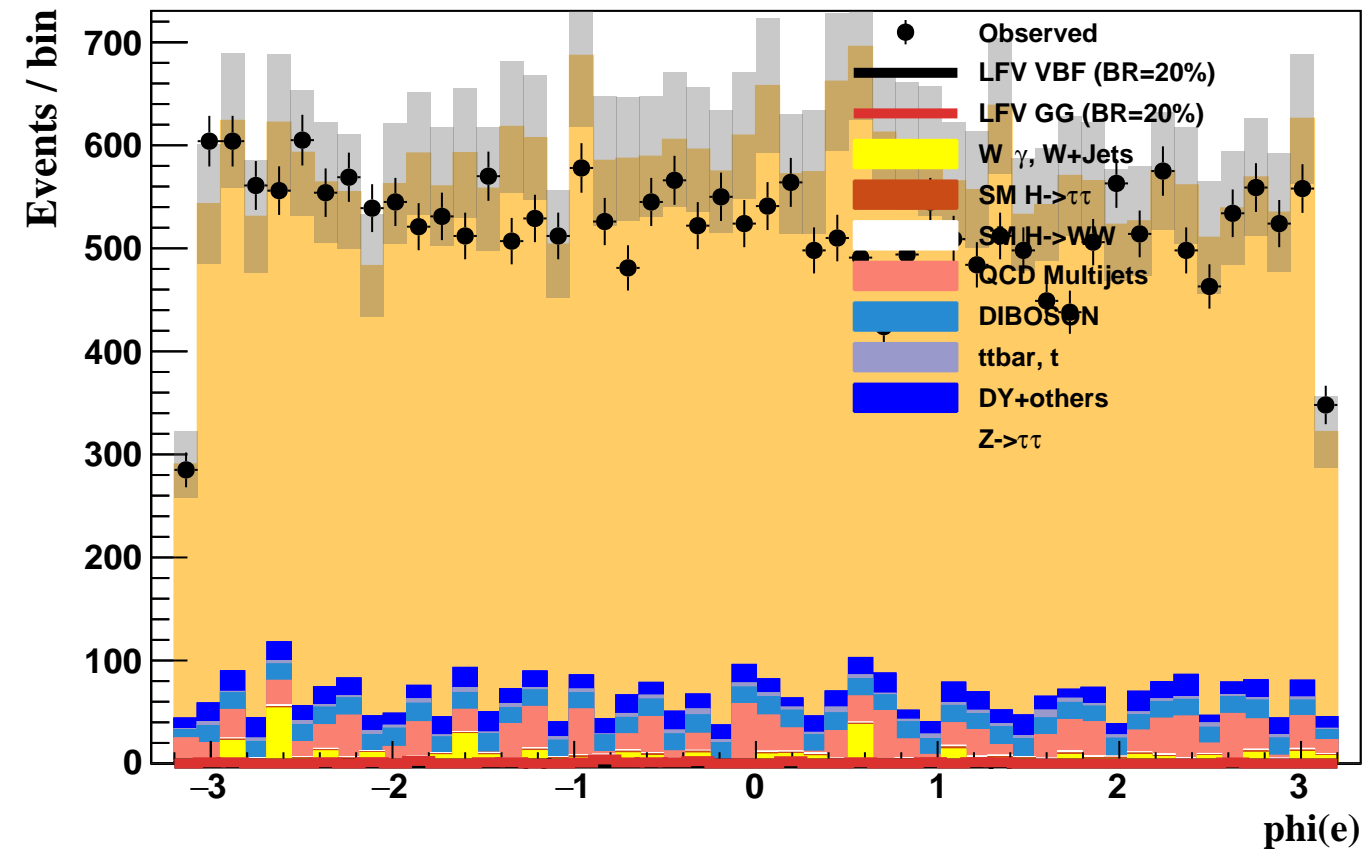 Events / bin
700
600
500
400
300
200
100
0
Observed
LFV VBF (BR=20%)
LFV GG (BR=20%)
W γ, W+Jets
SM H->ττ
SM H->WW
QCD Multijets
DIBOSON
ttbar, t
DY+others
Z->ττ
−3 −2 −1 0 1 2 3
phi(e)